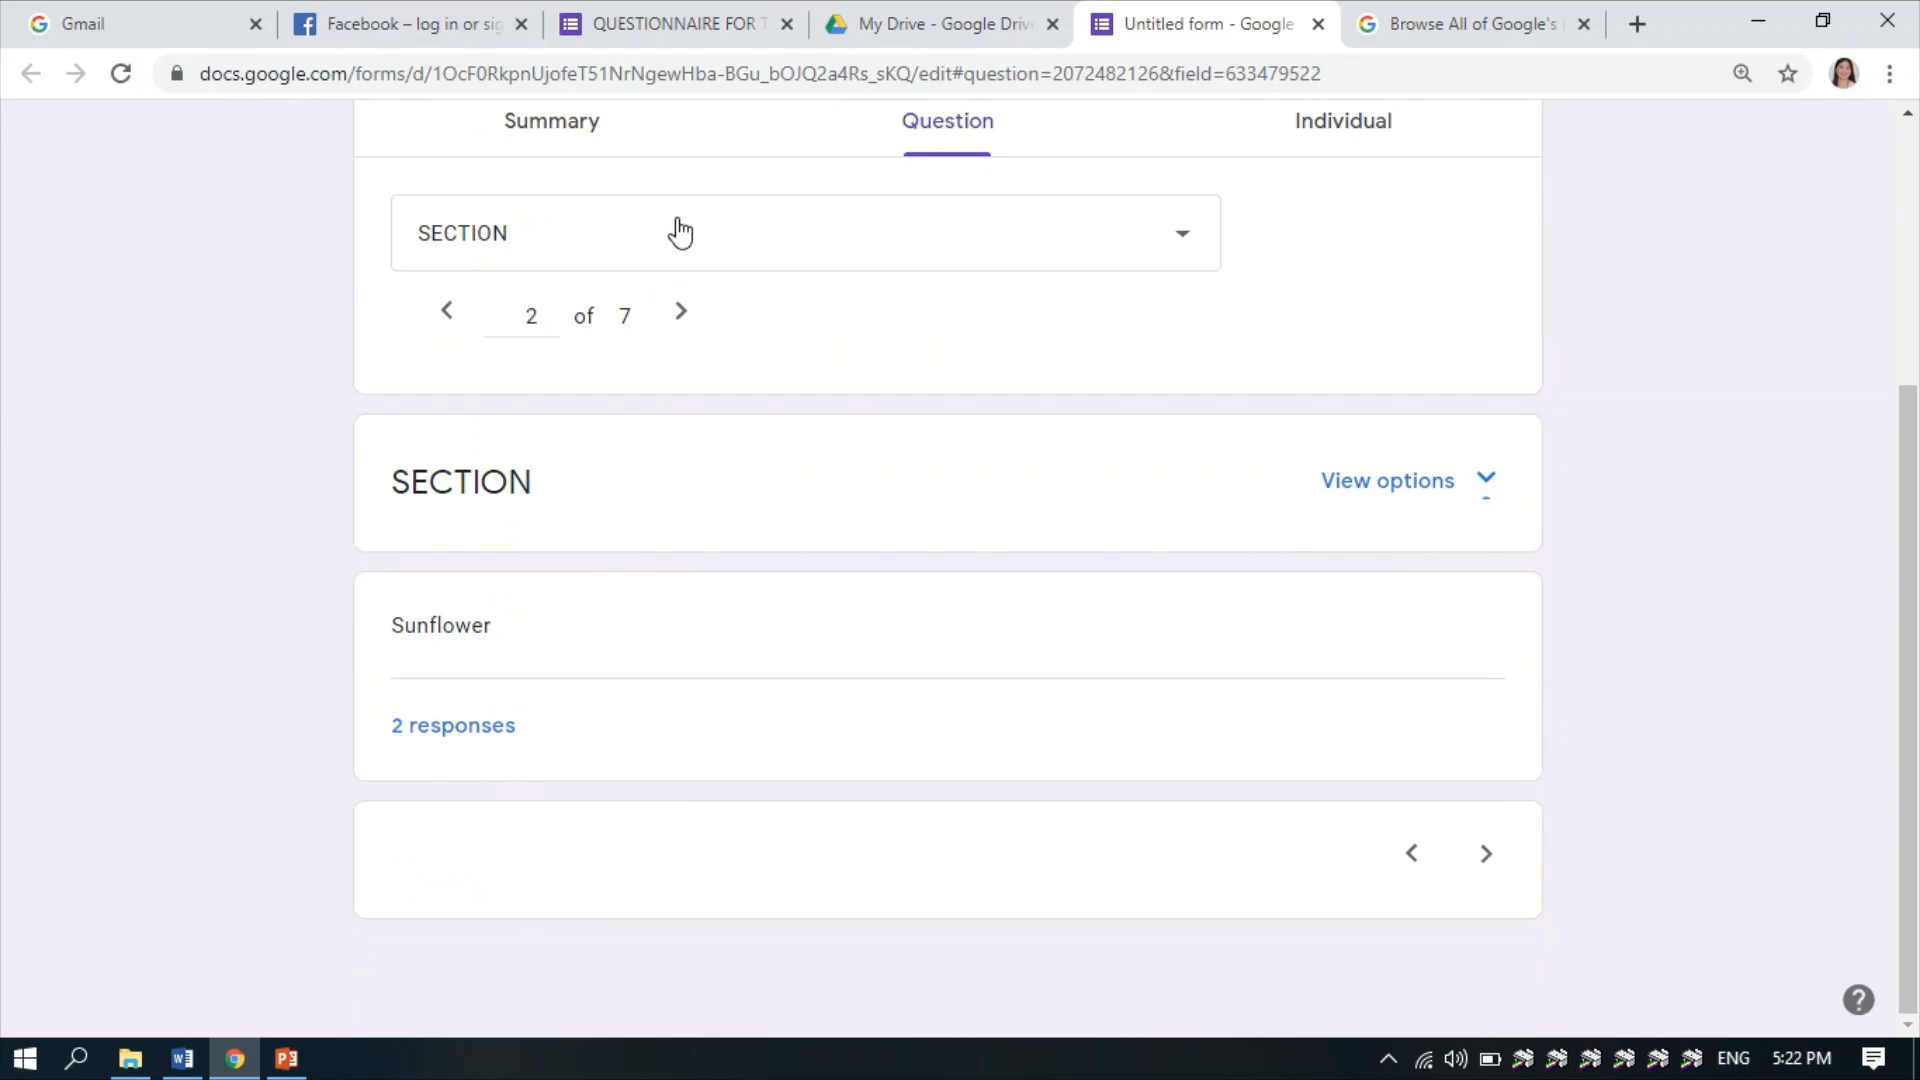 Gmail
Facebook – log in or sig
QUESTIONNAIRE FOR T
My Drive - Google Driv
Untitled form - Google
Browse All of Google's
docs.google.com/forms/d/1OcF0RkpnUjofeT51NrNgewHba-BGu_bOJQ2a4Rs_sKQ/edit#question=2072482126&field=633479522
Summary
Question
Individual
SECTION
2 of 7
SECTION
View options
Sunflower
2 responses
ENG
5:22 PM